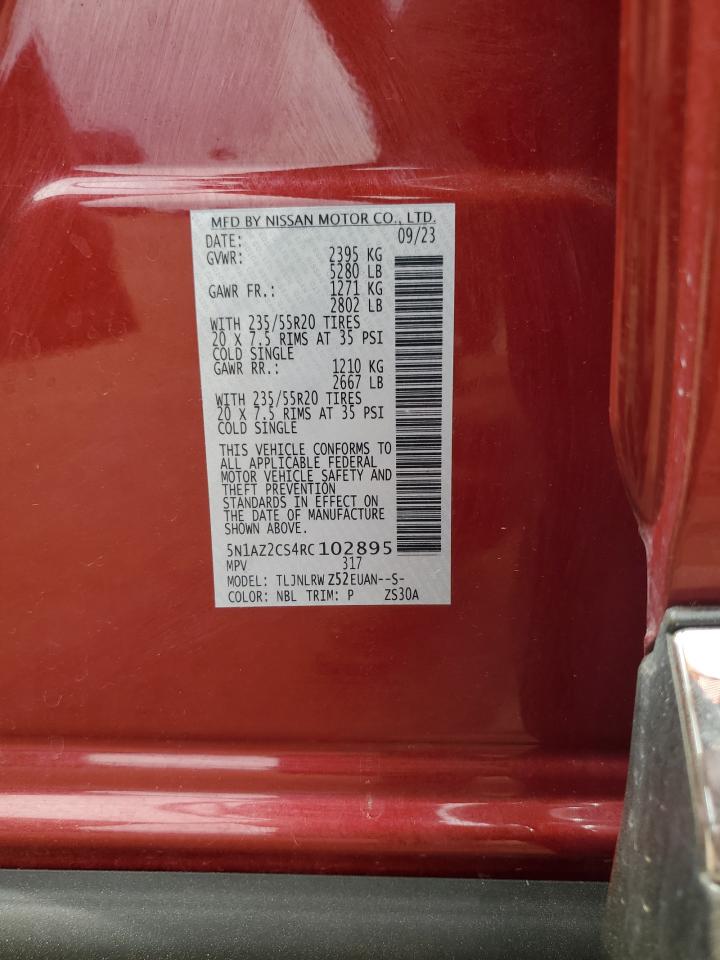 MFD BY NISSAN MOTOR CO., LTD.
DATE: 09/23
GVWR: 2395 KG
5280 LB
GAWR FR.: 1271 KG
2802 LB
WITH 235/55R20 TIRES
20 X 7.5 RIMS AT 35 PSI
COLD SINGLE
GAWR RR.: 1210 KG
2667 LB
WITH 235/55R20 TIRES
20 X 7.5 RIMS AT 35 PSI
COLD SINGLE
THIS VEHICLE CONFORMS TO
ALL APPLICABLE FEDERAL
MOTOR VEHICLE SAFETY AND
THEFT PREVENTION
STANDARDS IN EFFECT ON
THE DATE OF MANUFACTURE
SHOWN ABOVE.
5N1AZ2CS4RC102895
MPV 317
MODEL: TLJNLRW Z52EUAN--S-
COLOR: NBL TRIM: P ZS30A